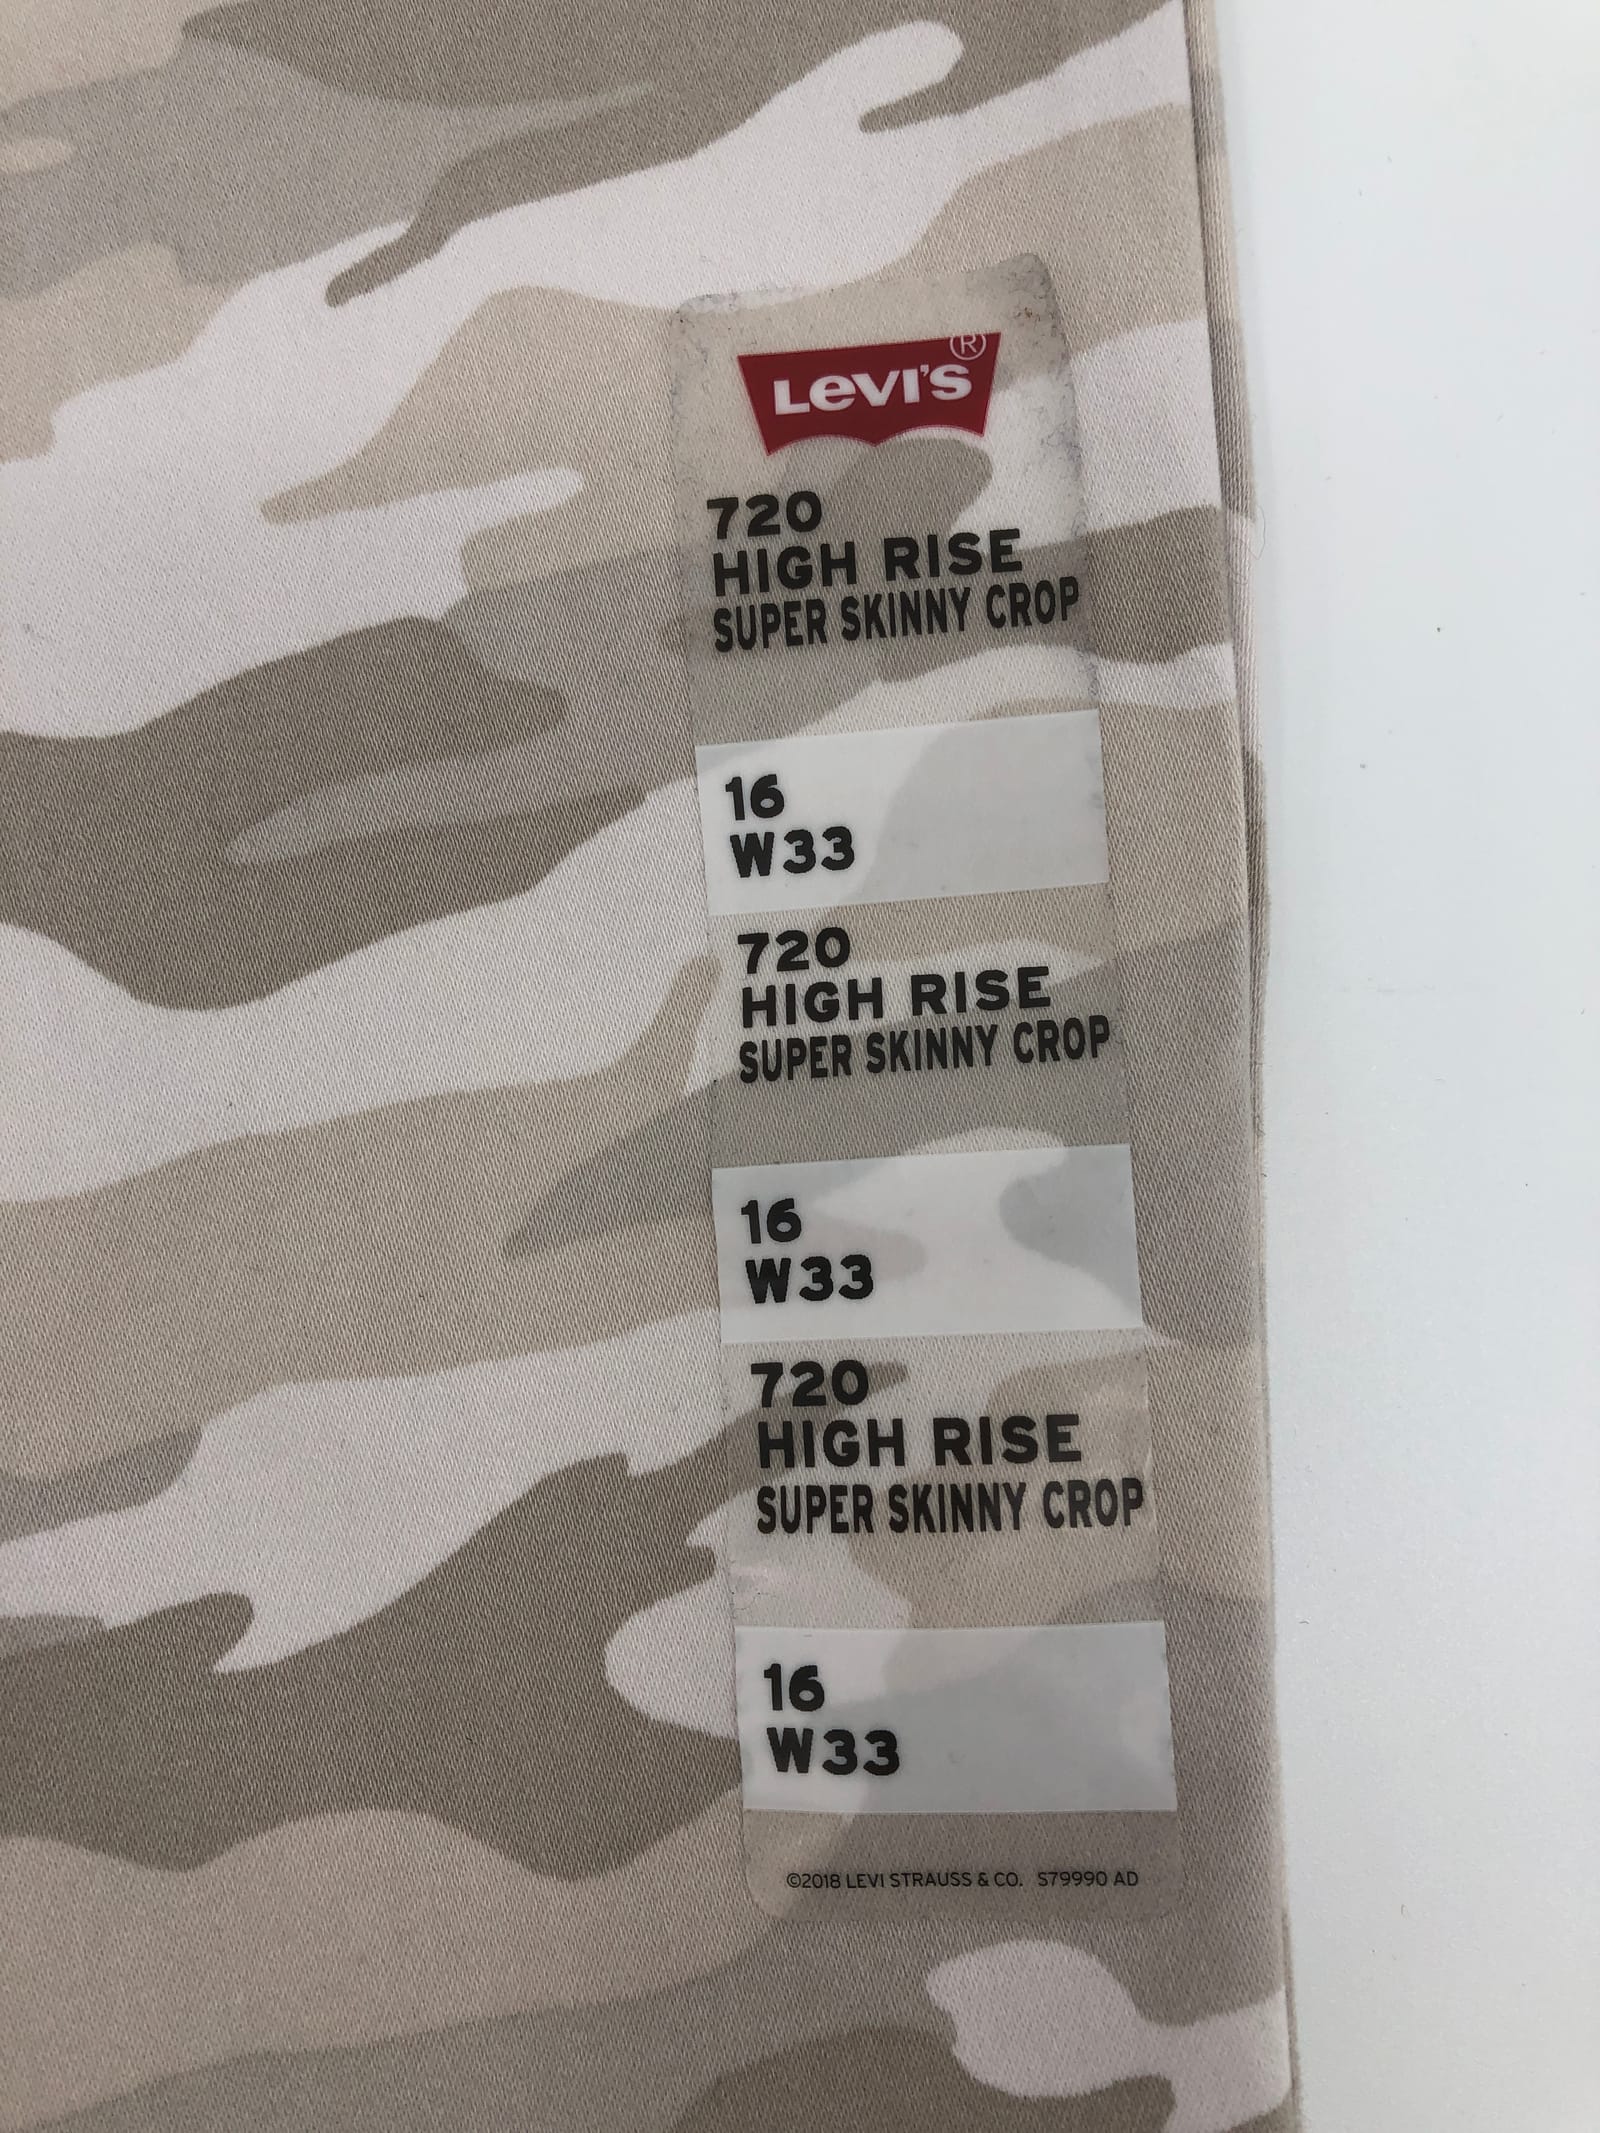 LEVI'S®
720
HIGH RISE
SUPER SKINNY CROP
16
W33
720
HIGH RISE
SUPER SKINNY CROP
16
W33
720
HIGH RISE
SUPER SKINNY CROP
16
W33
©2018 LEVI STRAUSS & CO. S79990 AD